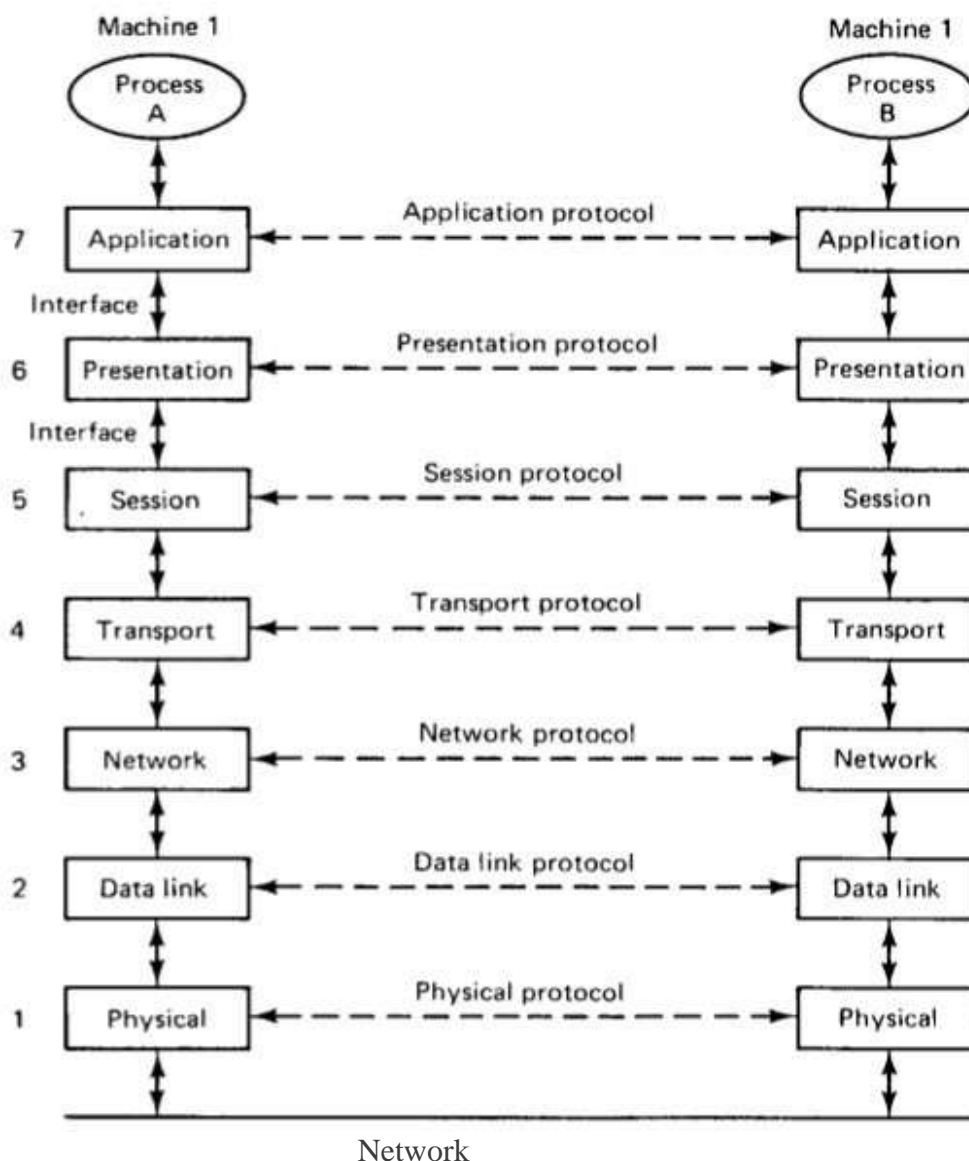 Machine 1 Machine 1
Process Process
A B
Application protocol
7 Application Application
Interface
Presentation protocol
6 Presentation Presentation
Interface
Session protocol
5 Session Session
Transport protocol
4 Transport Transport
Network protocol
3 Network Network
Data link protocol
2 Data link Data link
Physical protocol
1 Physical Physical
Network